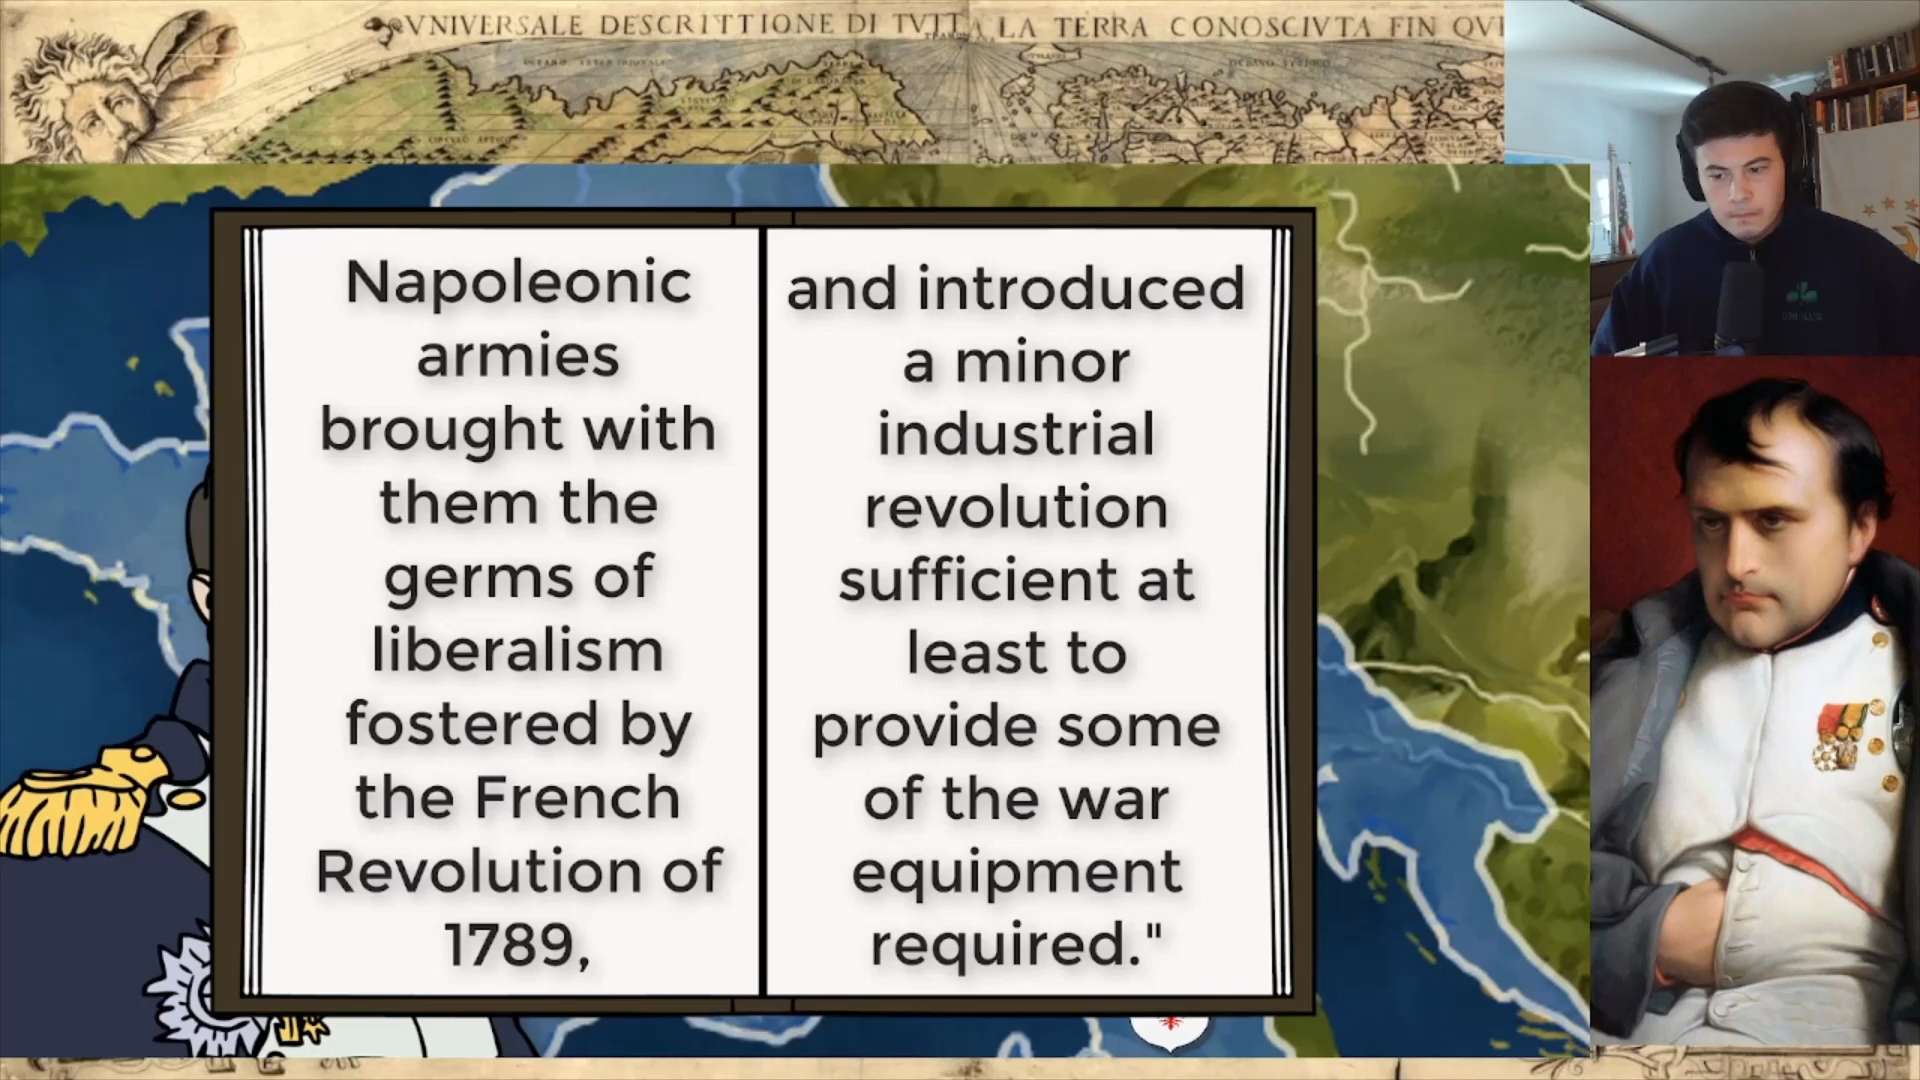 VNIVERSALE DESCRITTIONE DI TVTTA LA TERRA CONOSCIVTA FIN QVI
Napoleonic
armies
brought with
them the
germs of
liberalism
fostered by
the French
Revolution of
1789,
and introduced
a minor
industrial
revolution
sufficient at
least to
provide some
of the war
equipment
required."